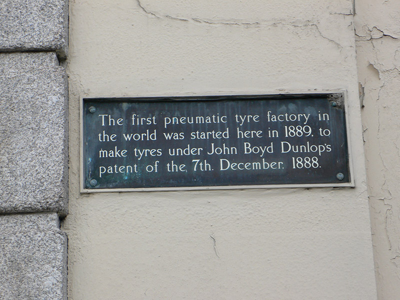 The first pneumatic tyre factory in
the world was started here in 1889, to
make tyres under John Boyd Dunlop's
patent of the, 7th. December. 1888.